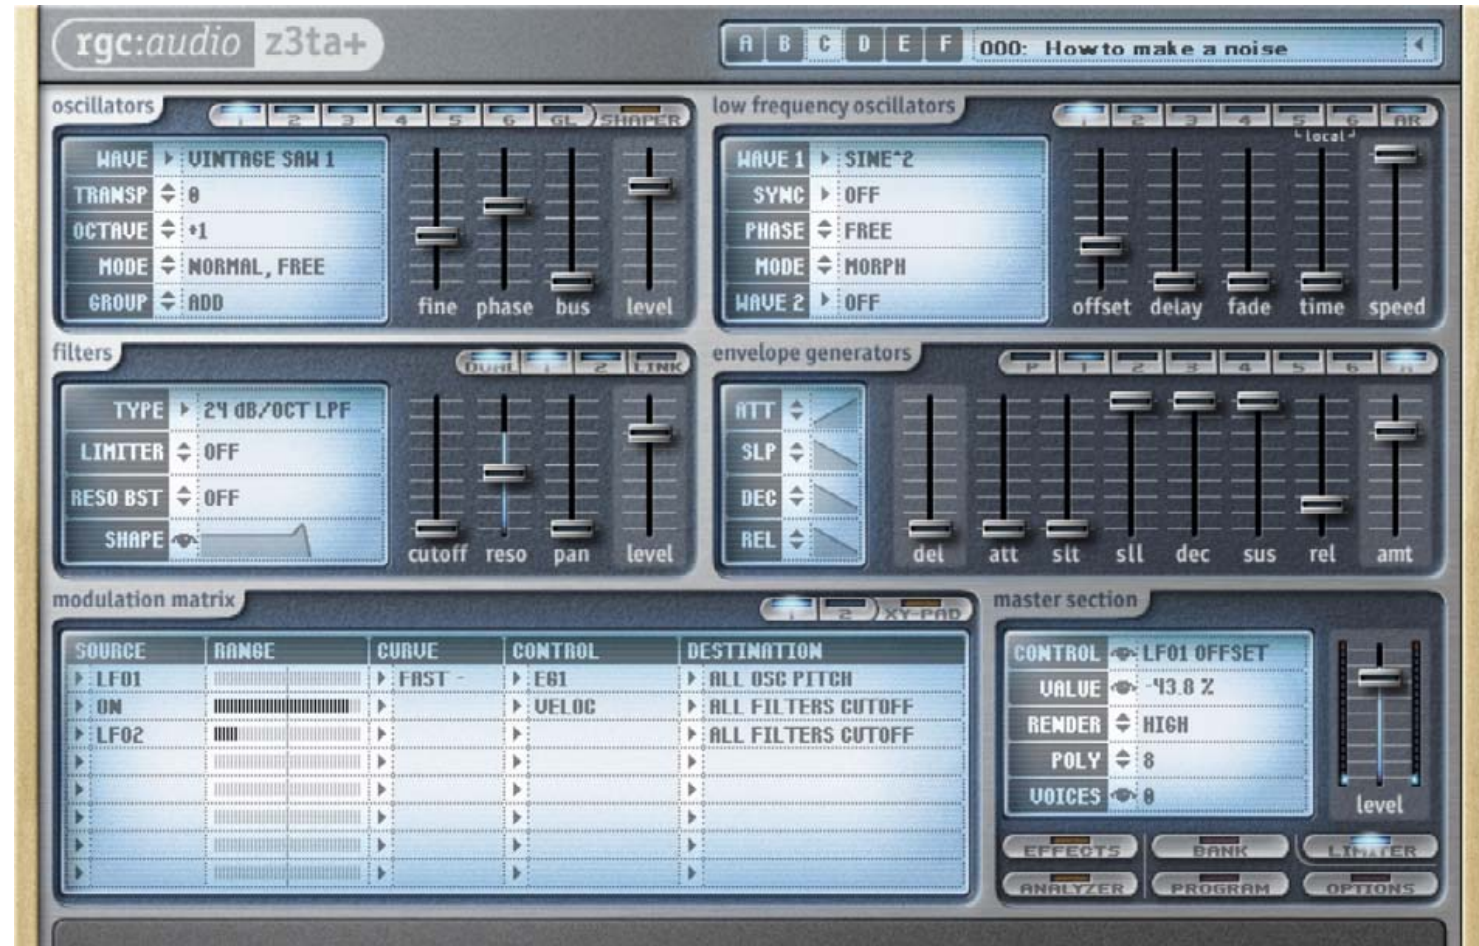 rgc:audio z3ta+
A B C D E F 000: How to make a noise
oscillators
1 2 3 4 5 6 GL SHAPER
WAVE VINTAGE SAW 1
TRANSP 0
OCTAVE +1
MODE NORMAL, FREE
GROUP ADD
fine phase bus level
low frequency oscillators
1 2 3 4 5 6 AR
local
WAVE 1 SINE^2
SYNC OFF
PHASE FREE
MODE MORPH
WAVE 2 OFF
offset delay fade time speed
filters
DUAL 1 2 LINK
TYPE 24 dB/OCT LPF
LIMITER OFF
RESO BST OFF
SHAPE
cutoff reso pan level
envelope generators
P 1 2 3 4 5 6 A
ATT
SLP
DEC
REL
del att slt sll dec sus rel amt
modulation matrix
1 2 XY-PAD
SOURCE RANGE CURVE CONTROL DESTINATION
LFO1 FAST - EG1 ALL OSC PITCH
ON VELOC ALL FILTERS CUTOFF
LFO2 ALL FILTERS CUTOFF
master section
CONTROL LFO1 OFFSET
VALUE -43.8 %
RENDER HIGH
POLY 8
VOICES 0
level
EFFECTS BANK LIMITER
ANALYZER PROGRAM OPTIONS